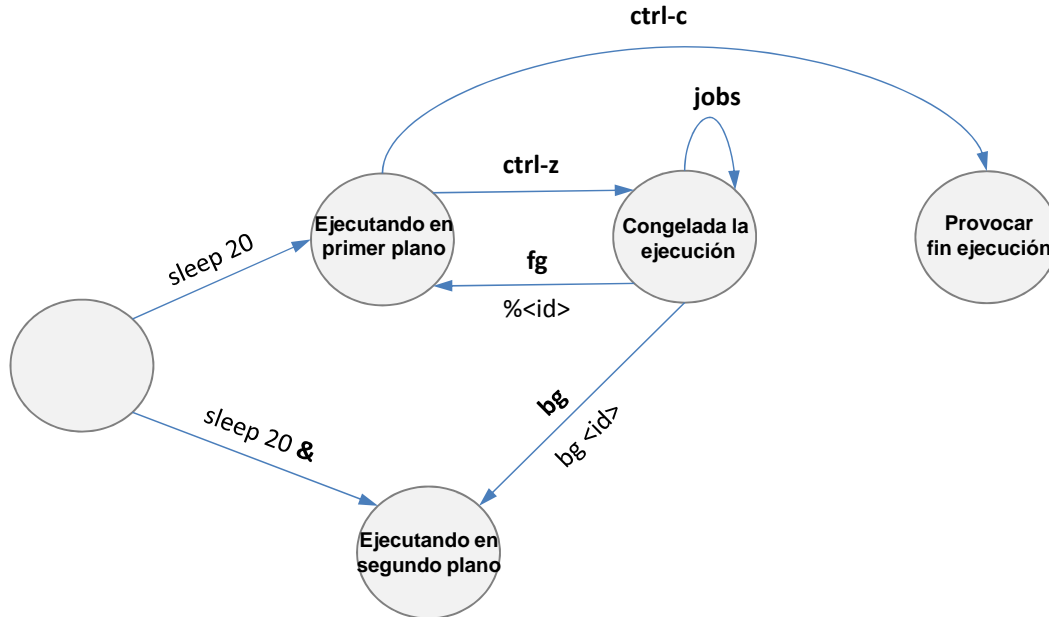 ctrl-c
jobs
ctrl-z
Ejecutando en
primer plano
Congelada la
ejecución
Provocar
fin ejecución
sleep 20
fg
%<id>
bg
bg <id>
sleep 20 &
Ejecutando en
segundo plano